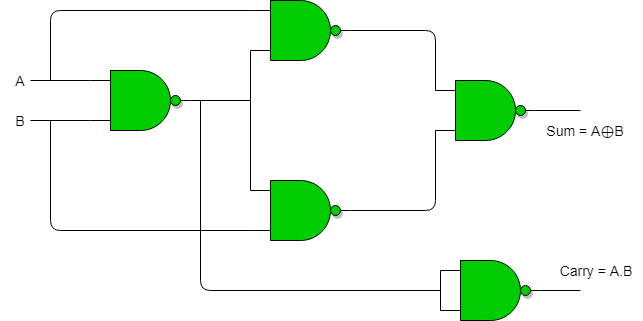 A
B
Sum = A⊕B
Carry = A.B